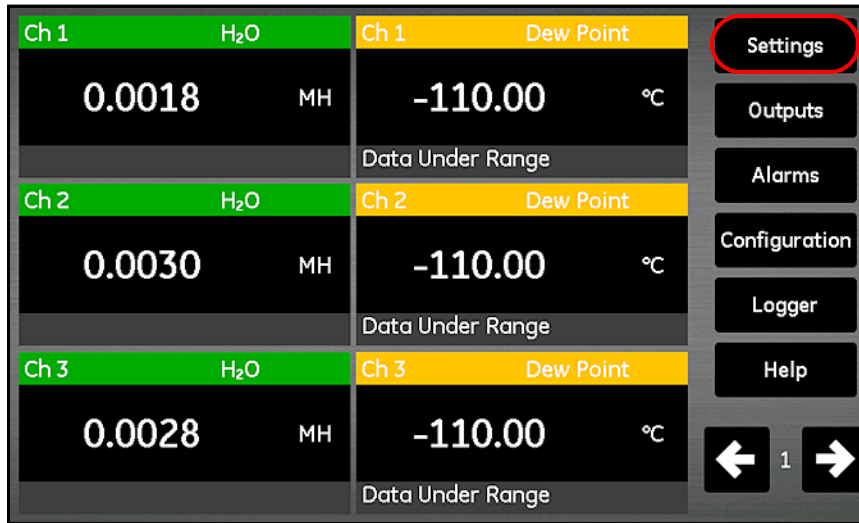 Ch 1 H₂O
0.0018 MH
Ch 1 Dew Point
-110.00 °C
Data Under Range
Ch 2 H₂O
0.0030 MH
Ch 2 Dew Point
-110.00 °C
Data Under Range
Ch 3 H₂O
0.0028 MH
Ch 3 Dew Point
-110.00 °C
Data Under Range
Settings
Outputs
Alarms
Configuration
Logger
Help
1